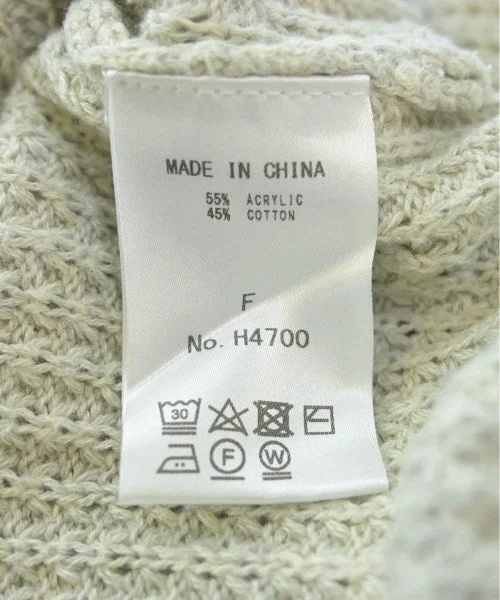 MADE IN CHINA
55% ACRYLIC
45% COTTON
F
No. H4700
30
F W